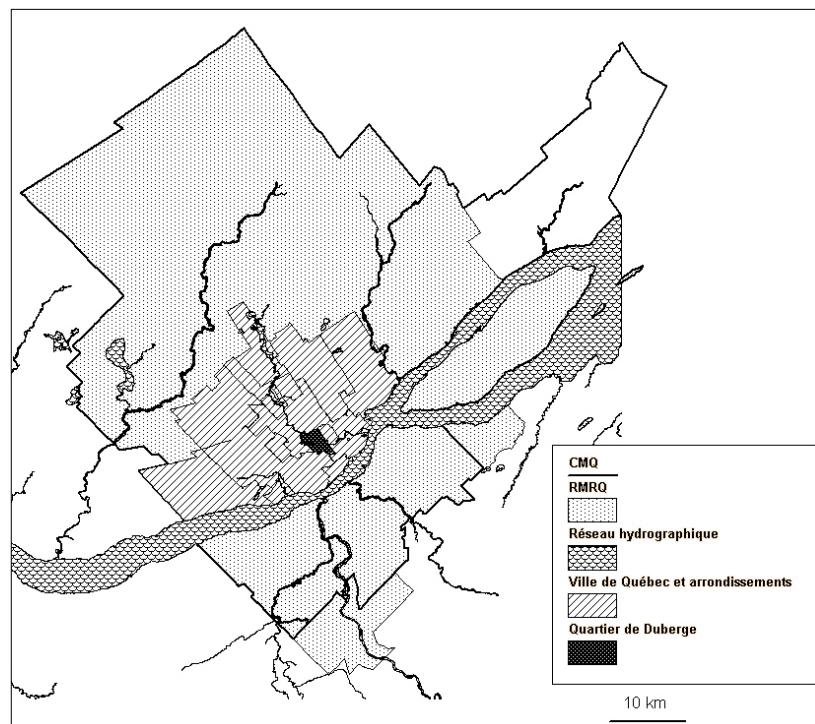 CMQ
RMRQ
Réseau hydrographique
Ville de Québec et arrondissements
Quartier de Duberge
10 km